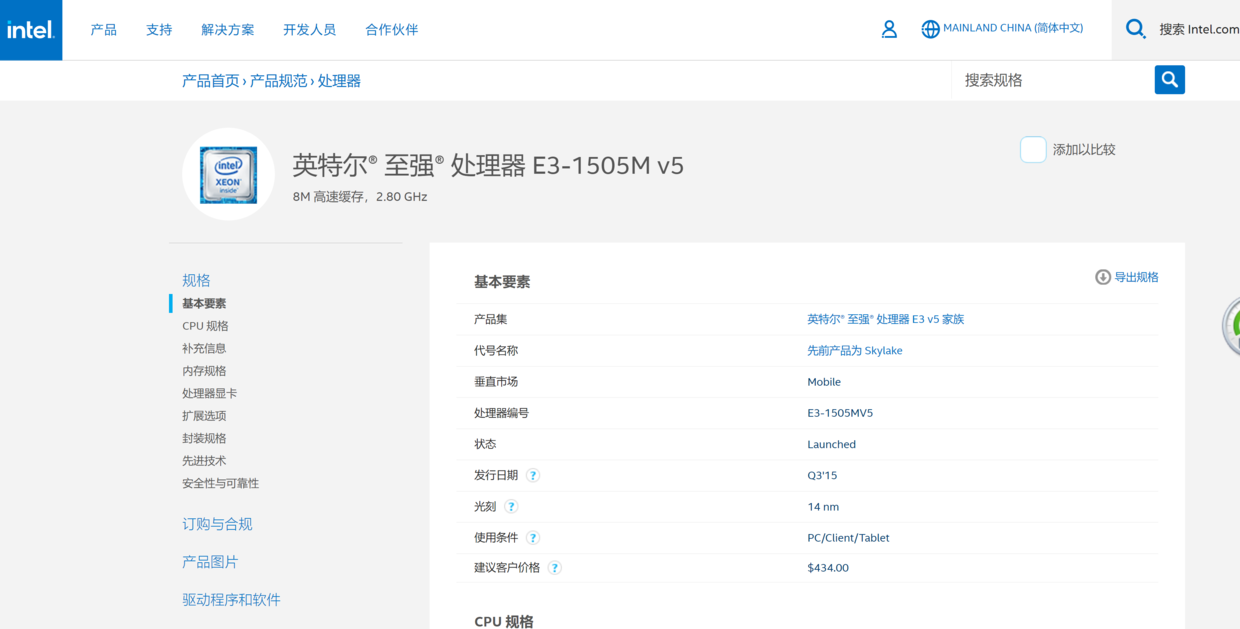 intel.
产品 支持 解决方案 开发人员 合作伙伴 MAINLAND CHINA (简体中文) 搜索 Intel.com
产品首页 › 产品规范 › 处理器 搜索规格
intel
XEON
inside
英特尔® 至强® 处理器 E3-1505M v5
8M 高速缓存，2.80 GHz
添加以比较
规格
基本要素
CPU 规格
补充信息
内存规格
处理器显卡
扩展选项
封装规格
先进技术
安全性与可靠性
订购与合规
产品图片
驱动程序和软件
基本要素 导出规格
产品集 英特尔® 至强® 处理器 E3 v5 家族
代号名称 先前产品为 Skylake
垂直市场 Mobile
处理器编号 E3-1505MV5
状态 Launched
发行日期 ? Q3'15
光刻 ? 14 nm
使用条件 ? PC/Client/Tablet
建议客户价格 ? $434.00
CPU 规格